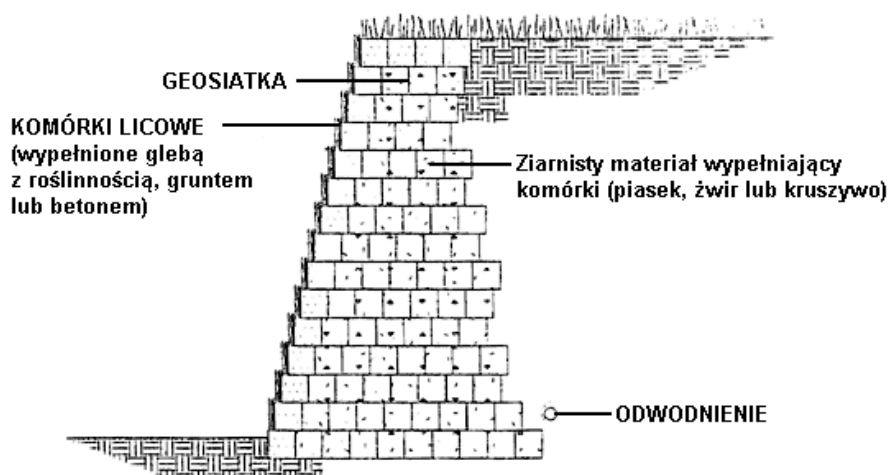 GEOSIATKA
KOMÓRKI LICOWE
(wypełnione glebą
z roślinnością, gruntem
lub betonem)
Ziarnisty materiał wypełniający
komórki (piasek, żwir lub kruszywo)
ODWODNIENIE